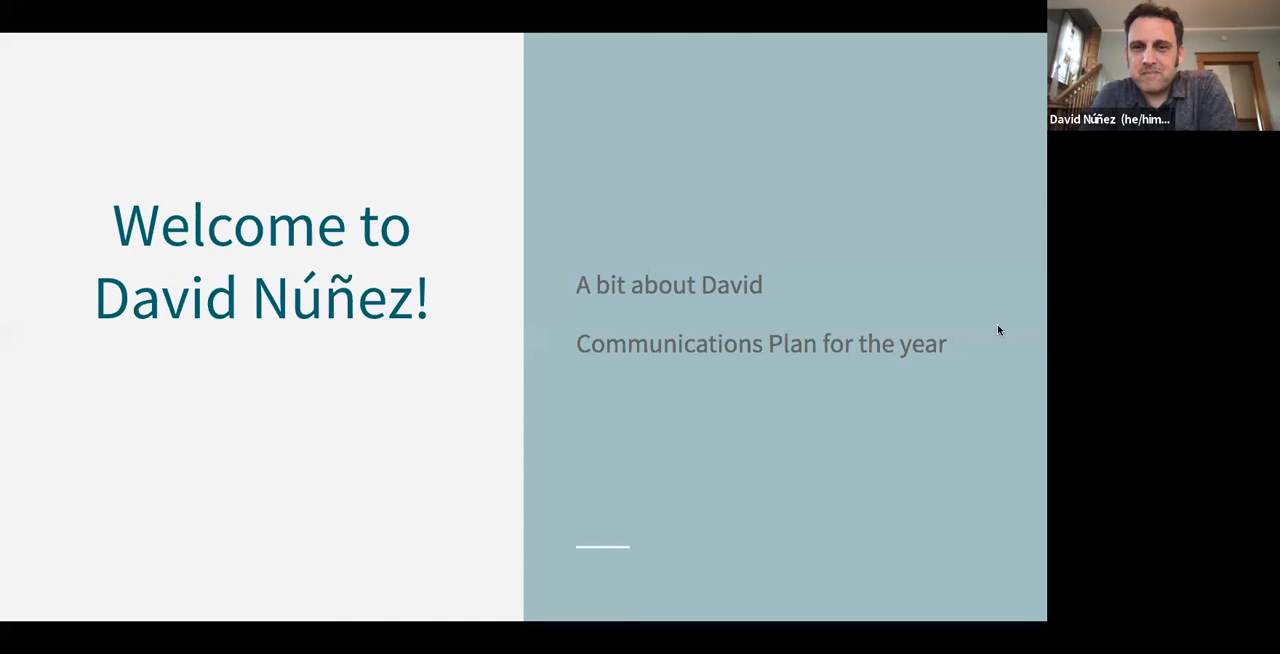 Welcome to
David Núñez!
A bit about David
Communications Plan for the year
David Núñez (he/him...